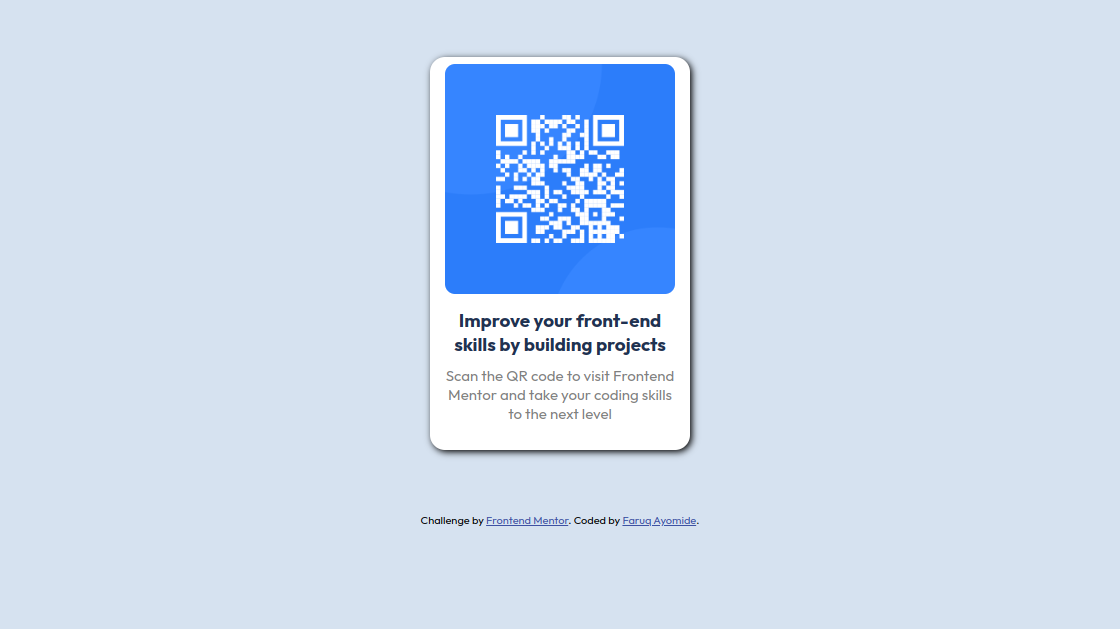 Improve your front-end
skills by building projects
Scan the QR code to visit Frontend
Mentor and take your coding skills
to the next level
Challenge by Frontend Mentor. Coded by Faruq Ayomide.